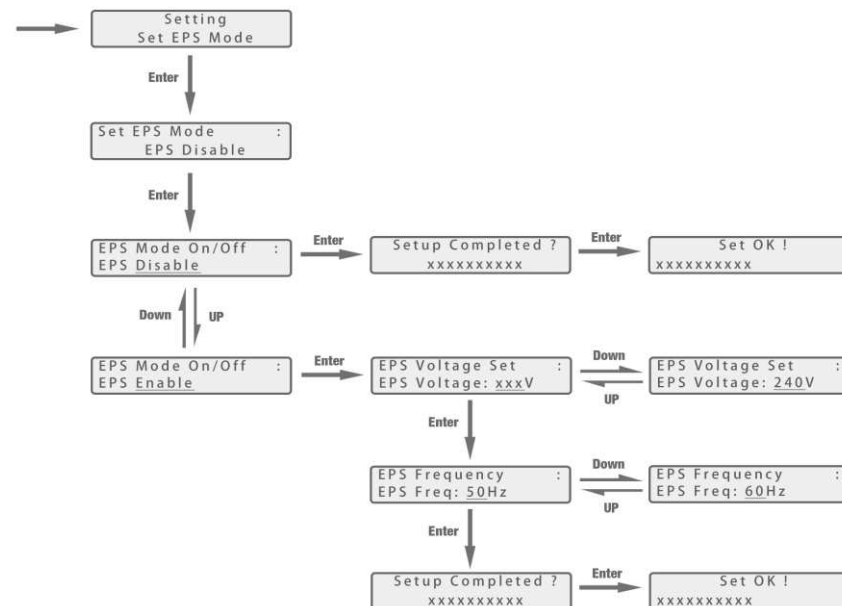 Setting
Set EPS Mode
Enter
Set EPS Mode :
EPS Disable
Enter
EPS Mode On/Off :
EPS Disable
Enter
Setup Completed ?
xxxxxxxxxx
Enter
Set OK !
xxxxxxxxxx
Down
UP
EPS Mode On/Off :
EPS Enable
Enter
EPS Voltage Set :
EPS Voltage: xxxV
Down
UP
EPS Voltage Set :
EPS Voltage: 240V
Enter
EPS Frequency :
EPS Freq: 50Hz
Down
UP
EPS Frequency :
EPS Freq: 60Hz
Enter
Setup Completed ?
xxxxxxxxxx
Enter
Set OK !
xxxxxxxxxx